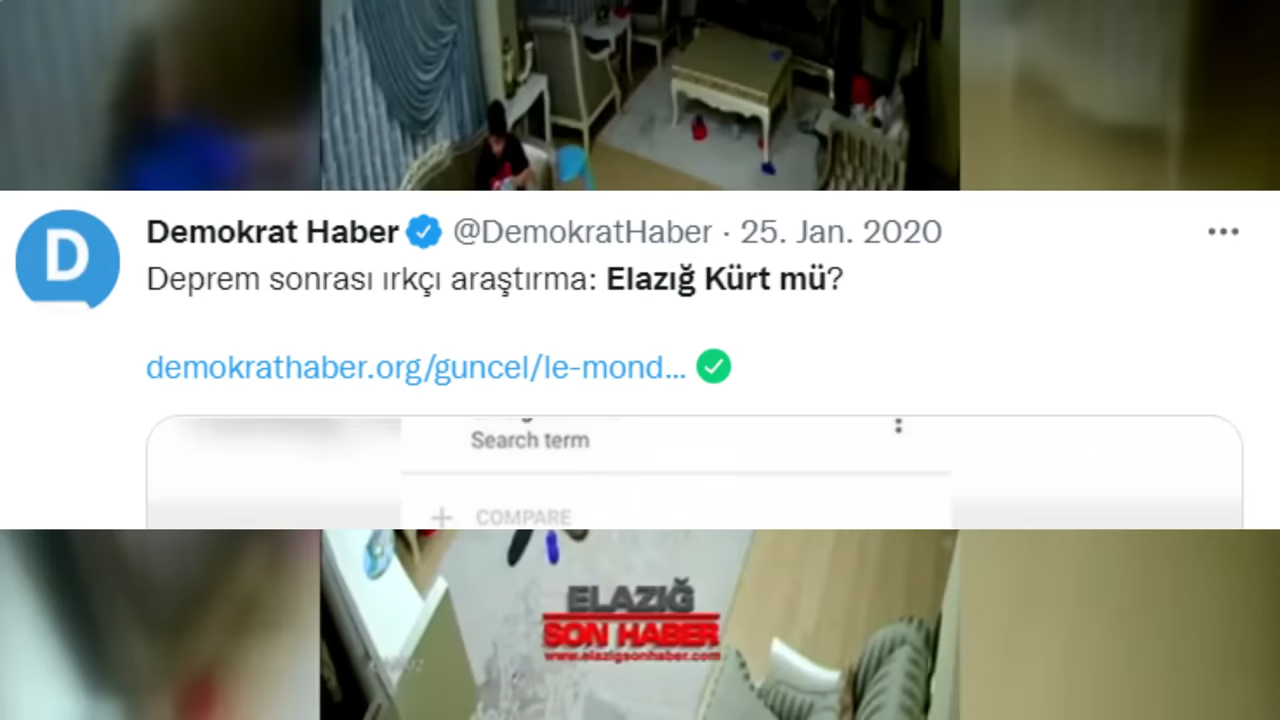 Demokrat Haber @DemokratHaber · 25. Jan. 2020
Deprem sonrası ırkçı araştırma: Elazığ Kürt mü?
demokrathaber.org/guncel/le-mond...
Search term
+ COMPARE
ELAZIĞ
SON HABER
www.elazigsonhaber.com